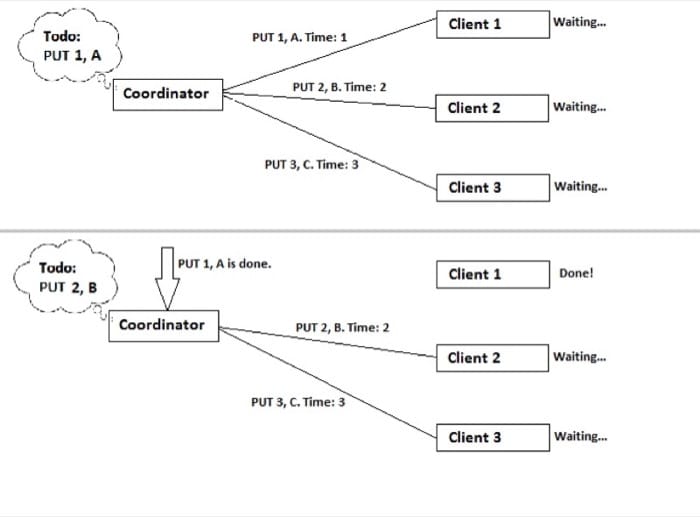 Todo:
PUT 1, A
Coordinator
PUT 1, A. Time: 1
PUT 2, B. Time: 2
PUT 3, C. Time: 3
Client 1
Waiting...
Client 2
Waiting...
Client 3
Waiting...
Todo:
PUT 2, B
PUT 1, A is done.
Coordinator
PUT 2, B. Time: 2
PUT 3, C. Time: 3
Client 1
Done!
Client 2
Waiting...
Client 3
Waiting...